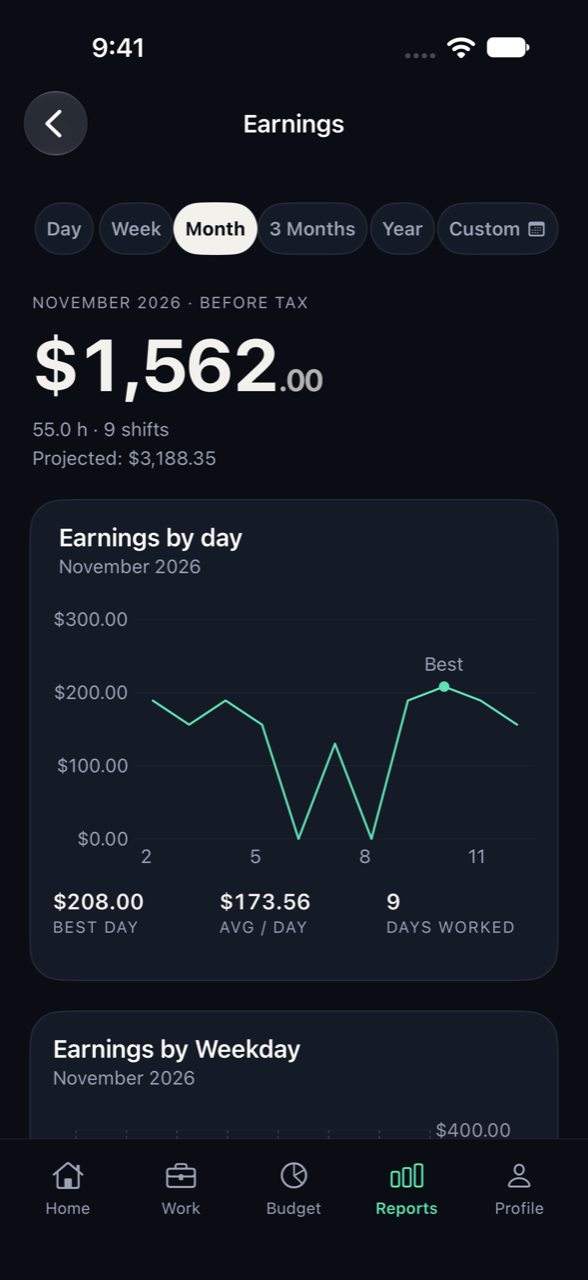 9:41
Earnings
Day Week Month 3 Months Year Custom
NOVEMBER 2026 · BEFORE TAX
$1,562.00
55.0 h · 9 shifts
Projected: $3,188.35
Earnings by day
November 2026
$300.00
Best
$200.00
$100.00
$0.00
2 5 8 11
$208.00 $173.56 9
BEST DAY AVG / DAY DAYS WORKED
Earnings by Weekday
November 2026
$400.00
Home Work Budget Reports Profile